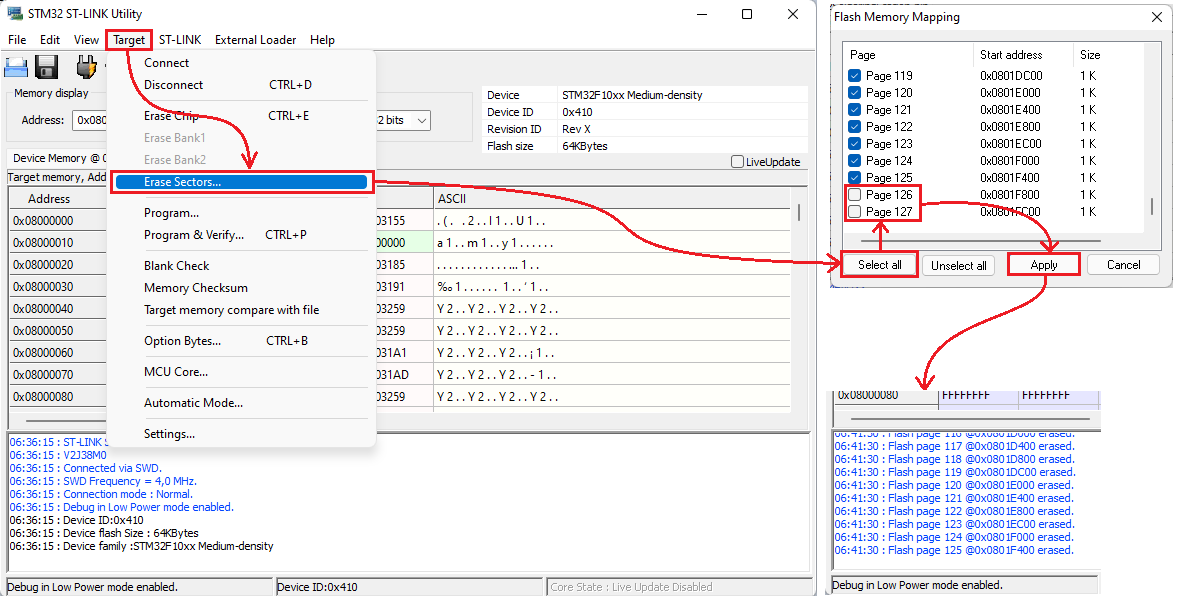 STM32 ST-LINK Utility
File Edit View Target ST-LINK External Loader Help
Connect
Disconnect CTRL+D
Erase Chip CTRL+E
Erase Bank1
Erase Bank2
Erase Sectors...
Program...
Program & Verify... CTRL+P
Blank Check
Memory Checksum
Target memory compare with file
Option Bytes... CTRL+B
MCU Core...
Automatic Mode...
Settings...
Memory display
Address: 0x080
2 bits
Device STM32F10xx Medium-density
Device ID 0x410
Revision ID Rev X
Flash size 64KBytes
LiveUpdate
Device Memory @ 0
Target memory, Add
Address ASCII
0x08000000 03155 .(. .2..l1..U1..
0x08000010 00000 a1..m1..y1......
0x08000020 03185 ................1..
0x08000030 03191 ‰1...... 1..'1..
0x08000040 03259 Y2..Y2..Y2..Y2..
0x08000050 03259 Y2..Y2..Y2..Y2..
0x08000060 031A1 Y2..Y2..Y2..¡1..
0x08000070 031AD Y2..Y2..Y2..-1..
0x08000080 03259 Y2..Y2..Y2..Y2..
06:36:15 : ST-LINK S
06:36:15 : V2J38M0
06:36:15 : Connected via SWD.
06:36:15 : SWD Frequency = 4,0 MHz.
06:36:15 : Connection mode : Normal.
06:36:15 : Debug in Low Power mode enabled.
06:36:15 : Device ID:0x410
06:36:15 : Device flash Size : 64KBytes
06:36:15 : Device family :STM32F10xx Medium-density
Debug in Low Power mode enabled. Device ID:0x410 Core State : Live Update Disabled
Flash Memory Mapping
Page Start address Size
Page 119 0x0801DC00 1 K
Page 120 0x0801E000 1 K
Page 121 0x0801E400 1 K
Page 122 0x0801E800 1 K
Page 123 0x0801EC00 1 K
Page 124 0x0801F000 1 K
Page 125 0x0801F400 1 K
Page 126 0x0801F800 1 K
Page 127 0x0801FC00 1 K
Select all Unselect all Apply Cancel
0x08000080 FFFFFFFF FFFFFFFF
06:41:30 : Flash page 116 @0x0801D000 erased.
06:41:30 : Flash page 117 @0x0801D400 erased.
06:41:30 : Flash page 118 @0x0801D800 erased.
06:41:30 : Flash page 119 @0x0801DC00 erased.
06:41:30 : Flash page 120 @0x0801E000 erased.
06:41:30 : Flash page 121 @0x0801E400 erased.
06:41:30 : Flash page 122 @0x0801E800 erased.
06:41:30 : Flash page 123 @0x0801EC00 erased.
06:41:30 : Flash page 124 @0x0801F000 erased.
06:41:30 : Flash page 125 @0x0801F400 erased.
Debug in Low Power mode enabled.